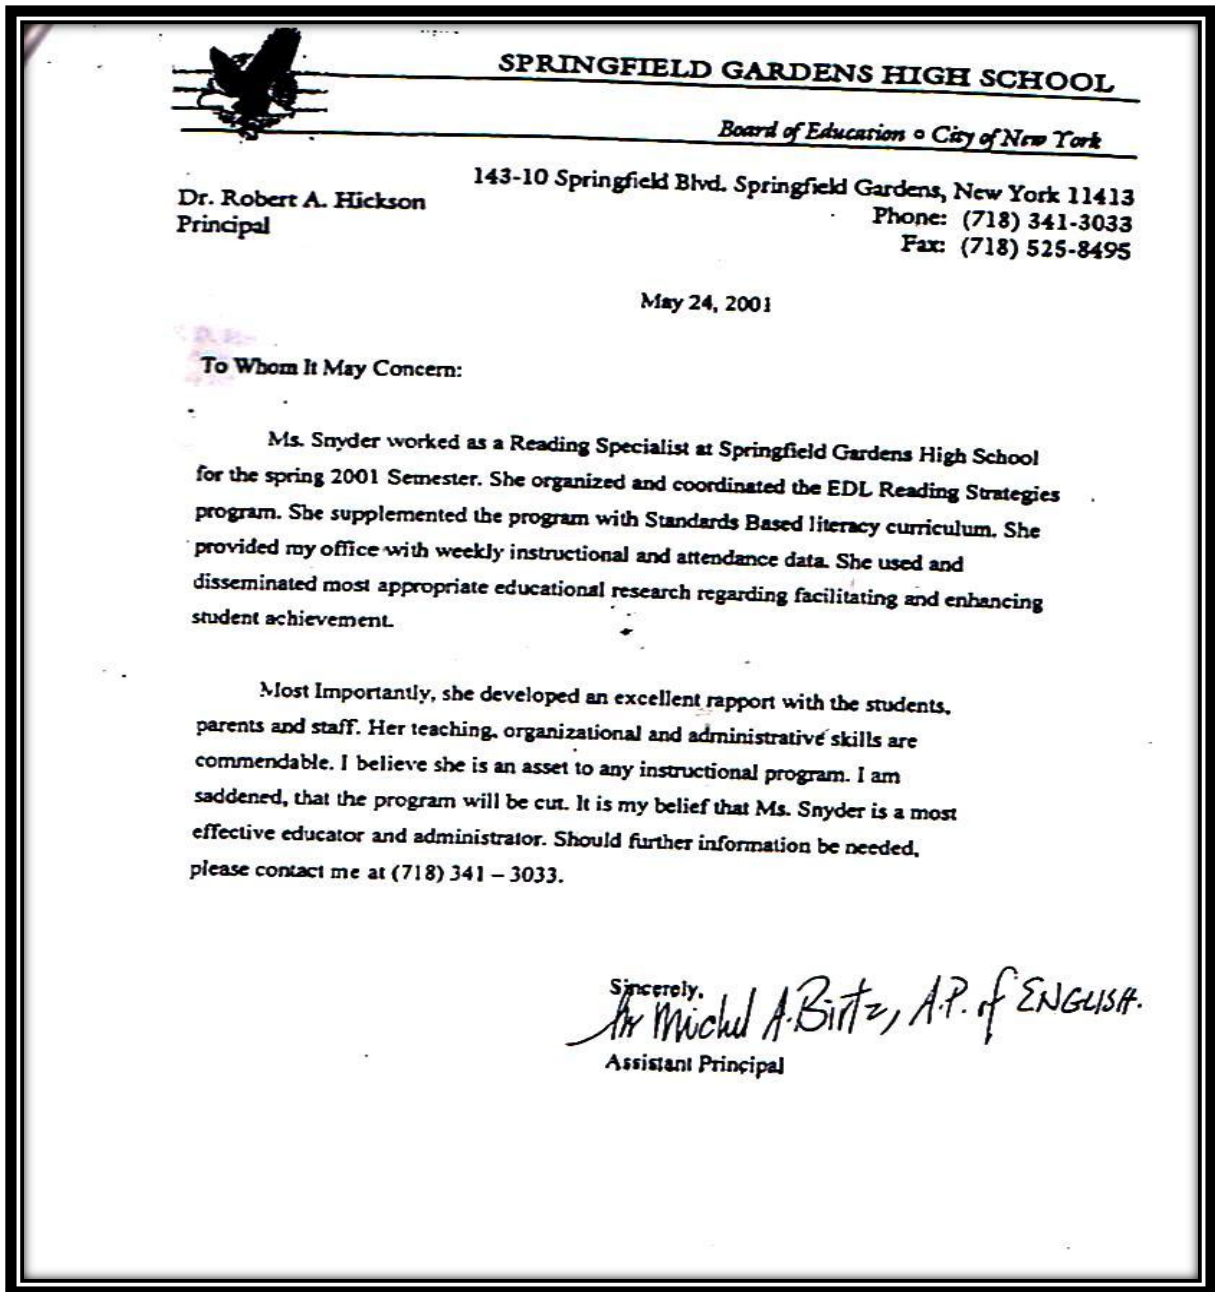 SPRINGFIELD GARDENS HIGH SCHOOL
Board of Education o City of New York
143-10 Springfield Blvd. Springfield Gardens, New York 11413
Dr. Robert A. Hickson
Phone: (718) 341-3033
Principal
Fax: (718) 525-8495
May 24, 2001
To Whom It May Concern:
Ms. Snyder worked as a Reading Specialist at Springfield Gardens High School
for the spring 2001 Semester. She organized and coordinated the EDL Reading Strategies
program. She supplemented the program with Standards Based literacy curriculum. She
provided my office with weekly instructional and attendance data. She used and
disseminated most appropriate educational research regarding facilitating and enhancing
student achievement.
Most Importantly, she developed an excellent rapport with the students,
parents and staff. Her teaching, organizational and administrative skills are
commendable. I believe she is an asset to any instructional program. I am
saddened, that the program will be cut. It is my belief that Ms. Snyder is a most
effective educator and administrator. Should further information be needed,
please contact me at (718) 341 – 3033.
Sincerely,
A. Birtz, A.P. of ENGLISH.
Assistant Principal